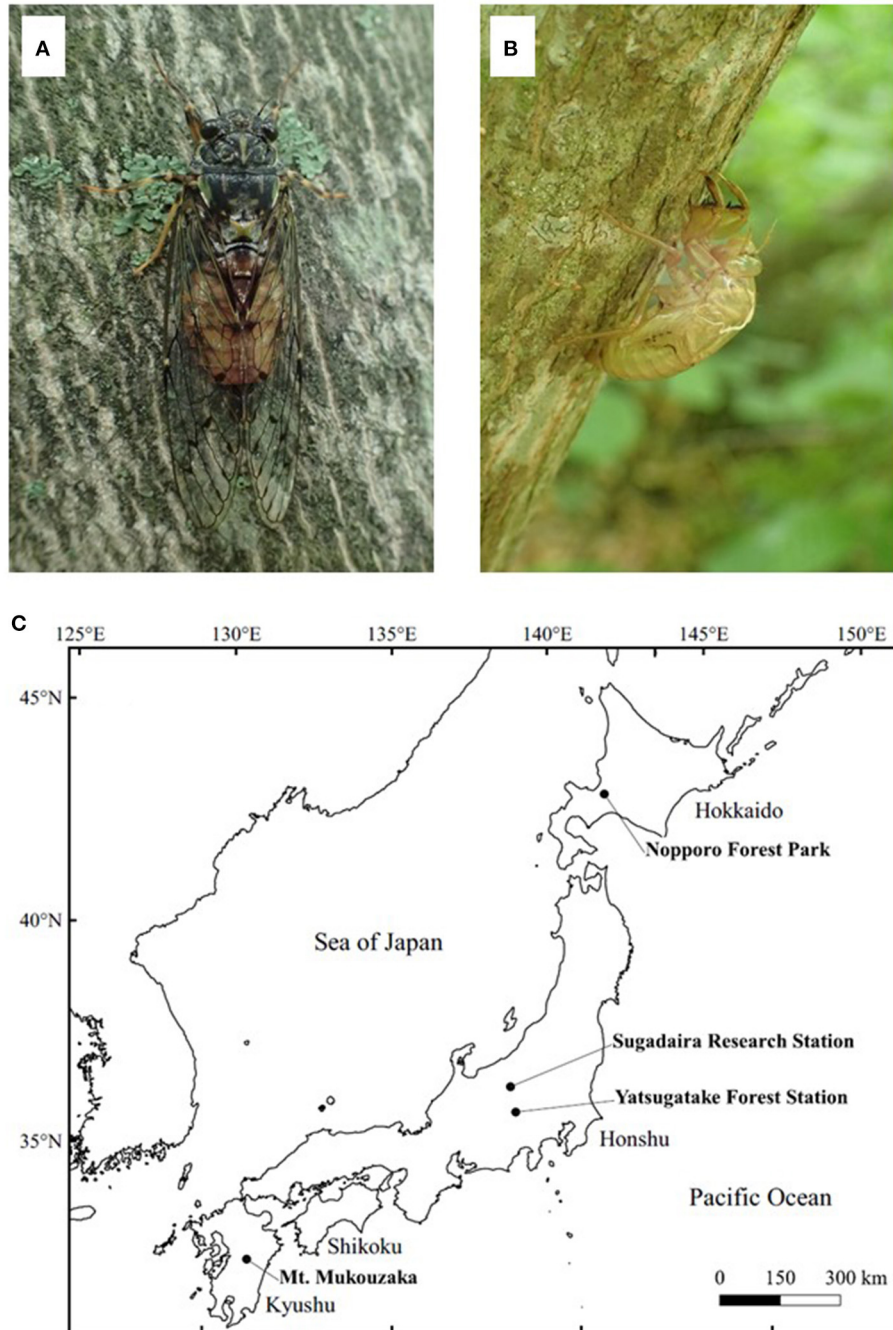 A
B
C
125°E 130°E 135°E 140°E 145°E 150°E
45°N
Hokkaido
Nopporo Forest Park
40°N
Sea of Japan
Sugadaira Research Station
Yatsugatake Forest Station
35°N
Honshu
Pacific Ocean
Shikoku
Mt. Mukouzaka
Kyushu
0 150 300 km